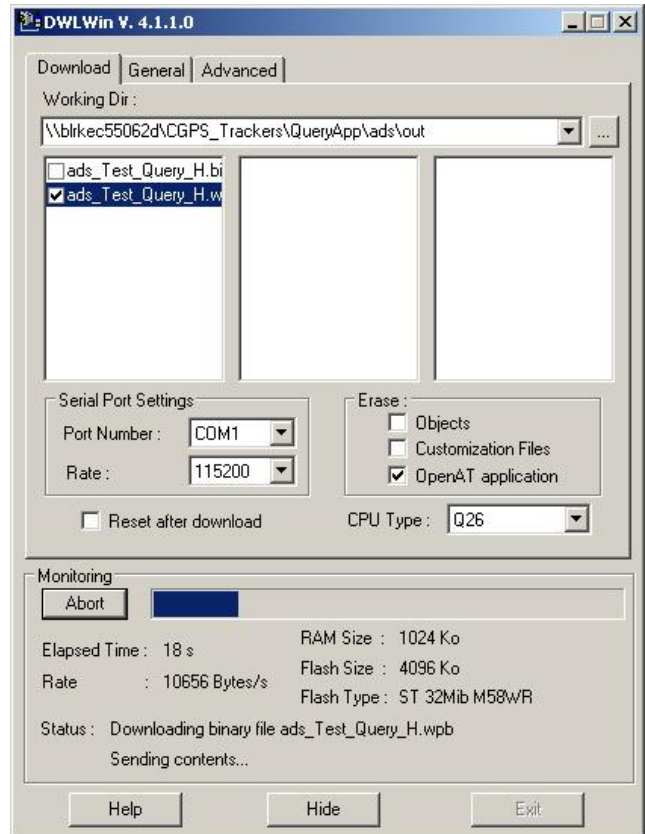 DWLWin V. 4.1.1.0
Download General Advanced
Working Dir :
\\blrkec55062d\CGPS_Trackers\QueryApp\ads\out ...
ads_Test_Query_H.bi
ads_Test_Query_H.w
Serial Port Settings
Port Number : COM1
Rate : 115200
Erase :
Objects
Customization Files
OpenAT application
Reset after download
CPU Type : Q26
Monitoring
Abort
Elapsed Time : 18 s
Rate : 10656 Bytes/s
RAM Size : 1024 Ko
Flash Size : 4096 Ko
Flash Type : ST 32Mib M58WR
Status : Downloading binary file ads_Test_Query_H.wpb
Sending contents...
Help Hide Exit